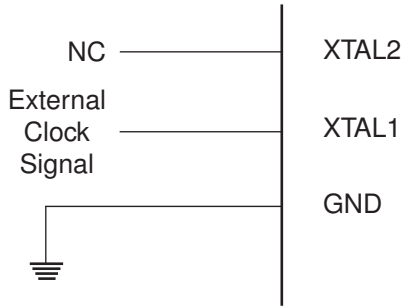 NC
XTAL2
External
Clock
Signal
XTAL1
GND